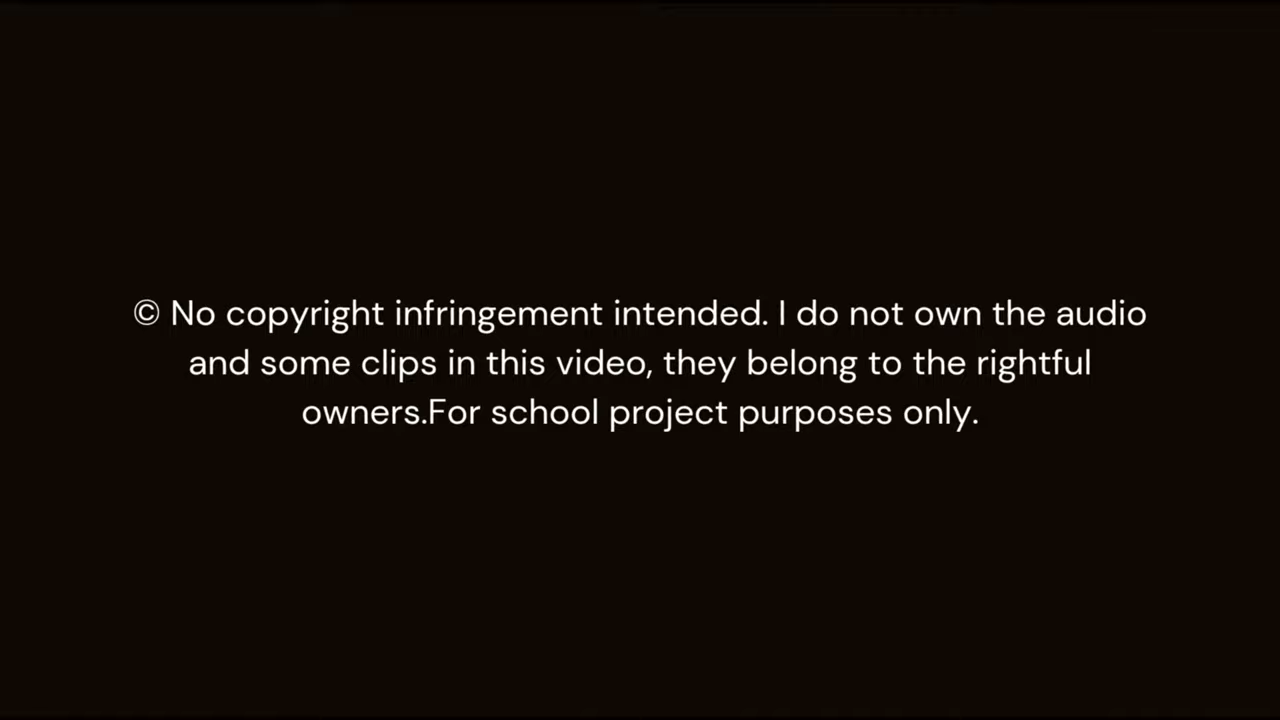 © No copyright infringement intended. I do not own the audio
and some clips in this video, they belong to the rightful
owners.For school project purposes only.